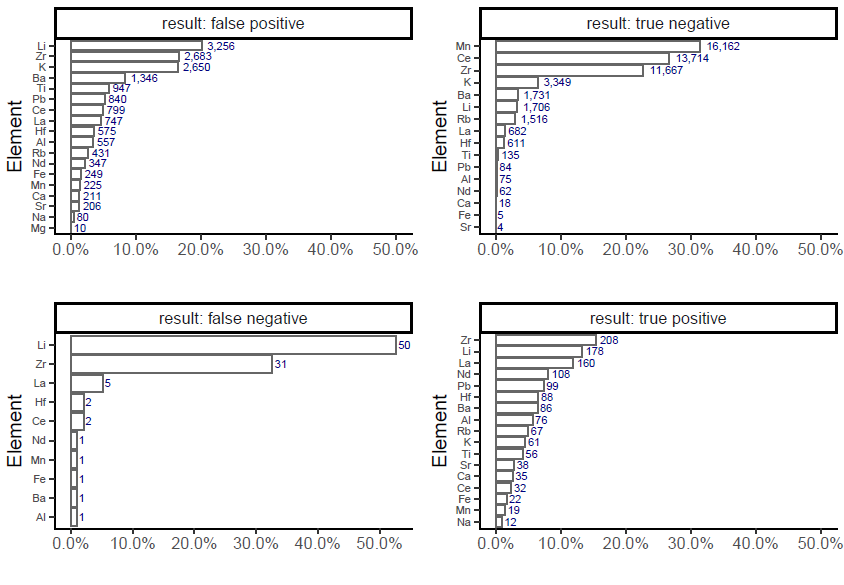 result: false positive
Element
Li 3,256
Zr 2,683
K 2,650
Ba 1,346
Ti 947
Pb 840
Ce 799
La 747
Hf 575
Al 557
Rb 431
Nd 347
Fe 249
Mn 225
Ca 211
Sr 206
Na 80
Mg 10
0.0% 10.0% 20.0% 30.0% 40.0% 50.0%
result: true negative
Element
Mn 16,162
Ce 13,714
Zr 11,667
K 3,349
Ba 1,731
Li 1,706
Rb 1,516
La 682
Hf 611
Ti 135
Pb 84
Al 75
Nd 62
Ca 18
Fe 5
Sr 4
0.0% 10.0% 20.0% 30.0% 40.0% 50.0%
result: false negative
Element
Li 50
Zr 31
La 5
Hf 2
Ce 2
Nd 1
Mn 1
Fe 1
Ba 1
Al 1
0.0% 10.0% 20.0% 30.0% 40.0% 50.0%
result: true positive
Element
Zr 208
Li 178
La 160
Nd 108
Pb 99
Hf 88
Ba 86
Al 76
Rb 67
K 61
Ti 56
Sr 38
Ca 35
Ce 32
Fe 22
Mn 19
Na 12
0.0% 10.0% 20.0% 30.0% 40.0% 50.0%